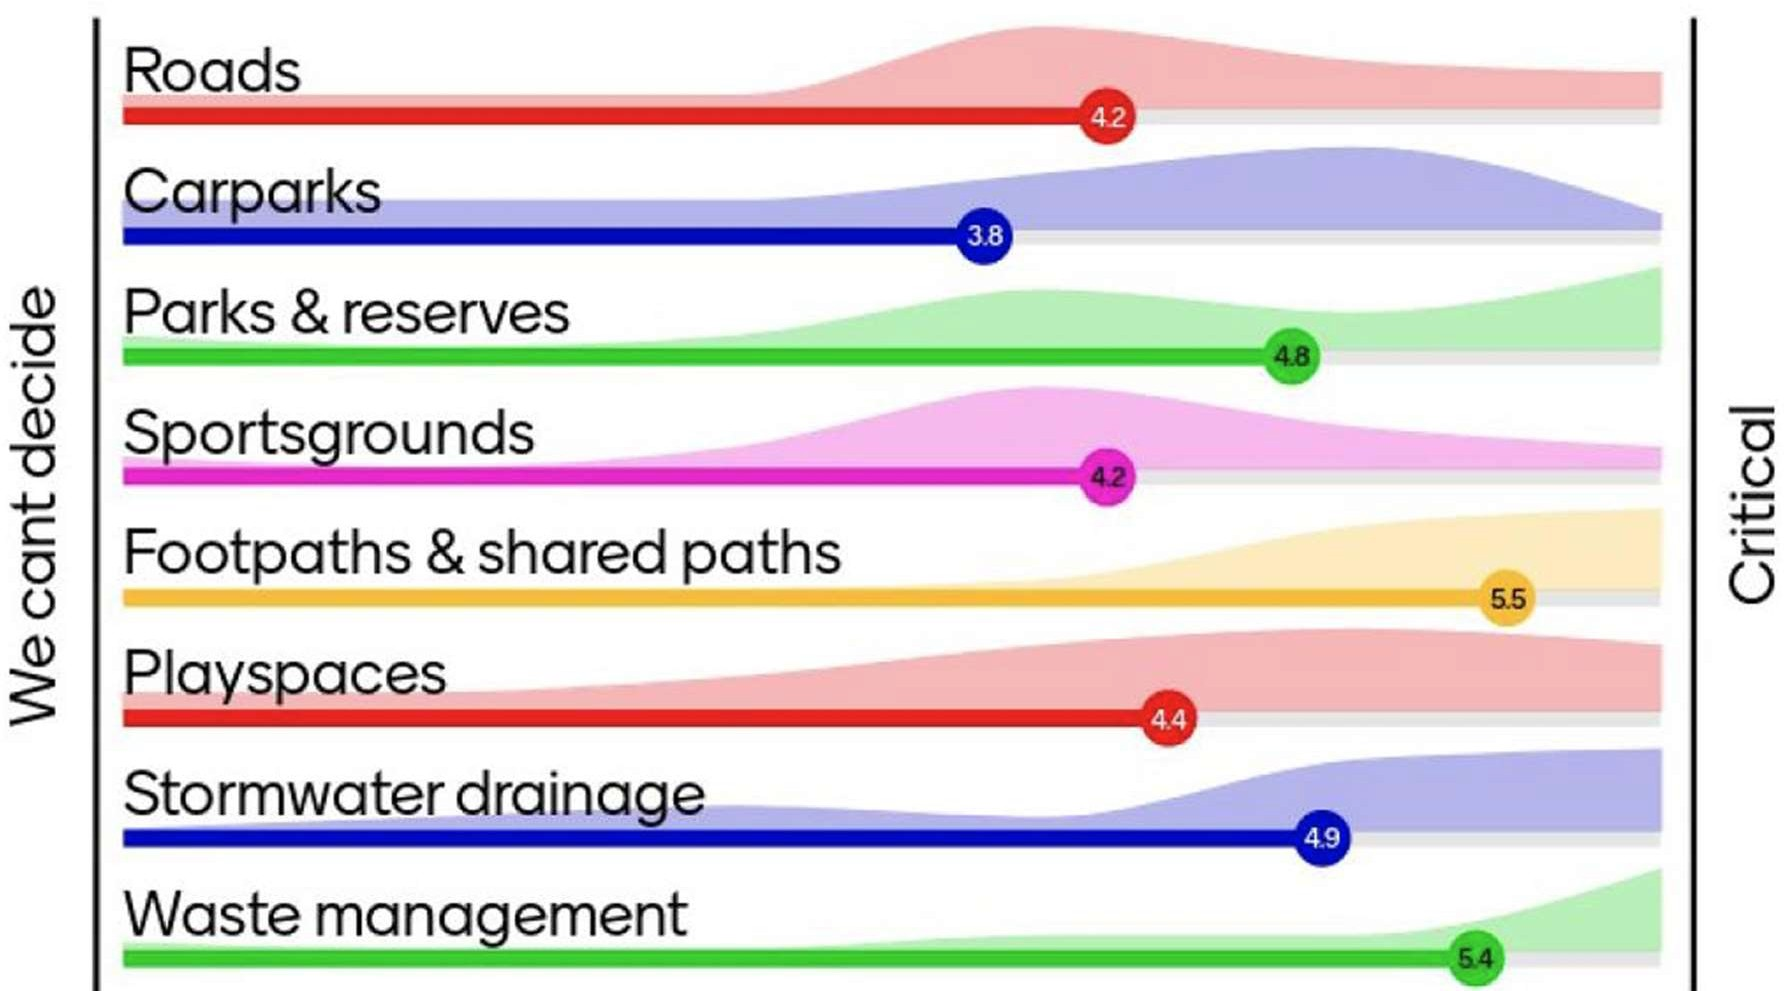 We cant decide
Roads
4.2
Carparks
3.8
Parks & reserves
4.8
Sportsgrounds
4.2
Footpaths & shared paths
5.5
Playspaces
4.4
Stormwater drainage
4.9
Waste management
5.4
Critical